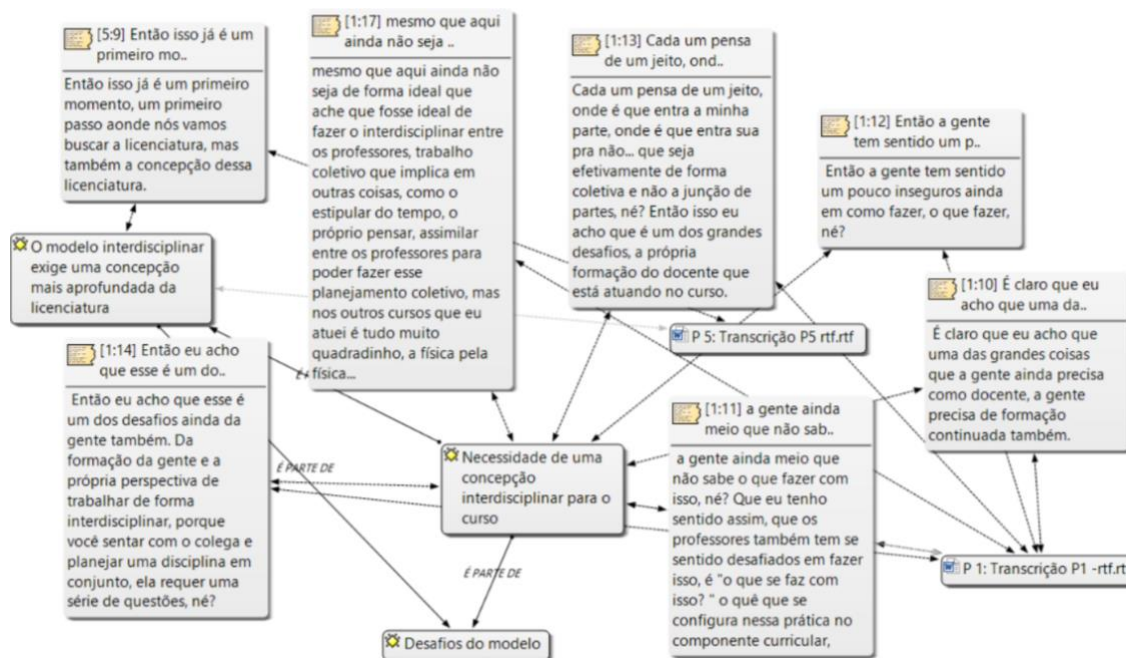 [5:9] Então isso já é um
primeiro mo..
Então isso já é um primeiro
momento, um primeiro
passo aonde nós vamos
buscar a licenciatura, mas
também a concepção dessa
licenciatura.
[1:17] mesmo que aqui
ainda não seja ..
mesmo que aqui ainda não
seja de forma ideal que
ache que fosse ideal de
fazer o interdisciplinar entre
os professores, trabalho
coletivo que implica em
outras coisas, como o
estipular do tempo, o
próprio pensar, assimilar
entre os professores para
poder fazer esse
planejamento coletivo, mas
nos outros cursos que eu
atuei é tudo muito
quadradinho, a física pela
física...
[1:13] Cada um pensa
de um jeito, ond..
Cada um pensa de um jeito,
onde é que entra a minha
parte, onde é que entra sua
pra não... que seja
efetivamente de forma
coletiva e não a junção de
partes, né? Então isso eu
acho que é um dos grandes
desafios, a própria
formação do docente que
está atuando no curso.
[1:12] Então a gente
tem sentido um p..
Então a gente tem sentido
um pouco inseguros ainda
em como fazer, o que fazer,
né?
O modelo interdisciplinar
exige uma concepção
mais aprofundada da
licenciatura
[1:10] É claro que eu
acho que uma da..
É claro que eu acho que
uma das grandes coisas
que a gente ainda precisa
como docente, a gente
precisa de formação
continuada também.
P 5: Transcrição P5 rtf.rtf
[1:14] Então eu acho
que esse é um do..
Então eu acho que esse é
um dos desafios ainda da
gente também. Da
formação da gente e a
própria perspectiva de
trabalhar de forma
interdisciplinar, porque
você sentar com o colega e
planejar uma disciplina em
conjunto, ela requer uma
série de questões, né?
É PARTE DE
Necessidade de uma
concepção
interdisciplinar para o
curso
[1:11] a gente ainda
meio que não sab..
a gente ainda meio que
não sabe o que fazer com
isso, né? Que eu tenho
sentido assim, que os
professores também tem se
sentido desafiados em fazer
isso, é "o que se faz com
isso? " o quê que se
configura nessa prática no
componente curricular,
P 1: Transcrição P1 -rtf.rt
É PARTE DE
Desafios do modelo